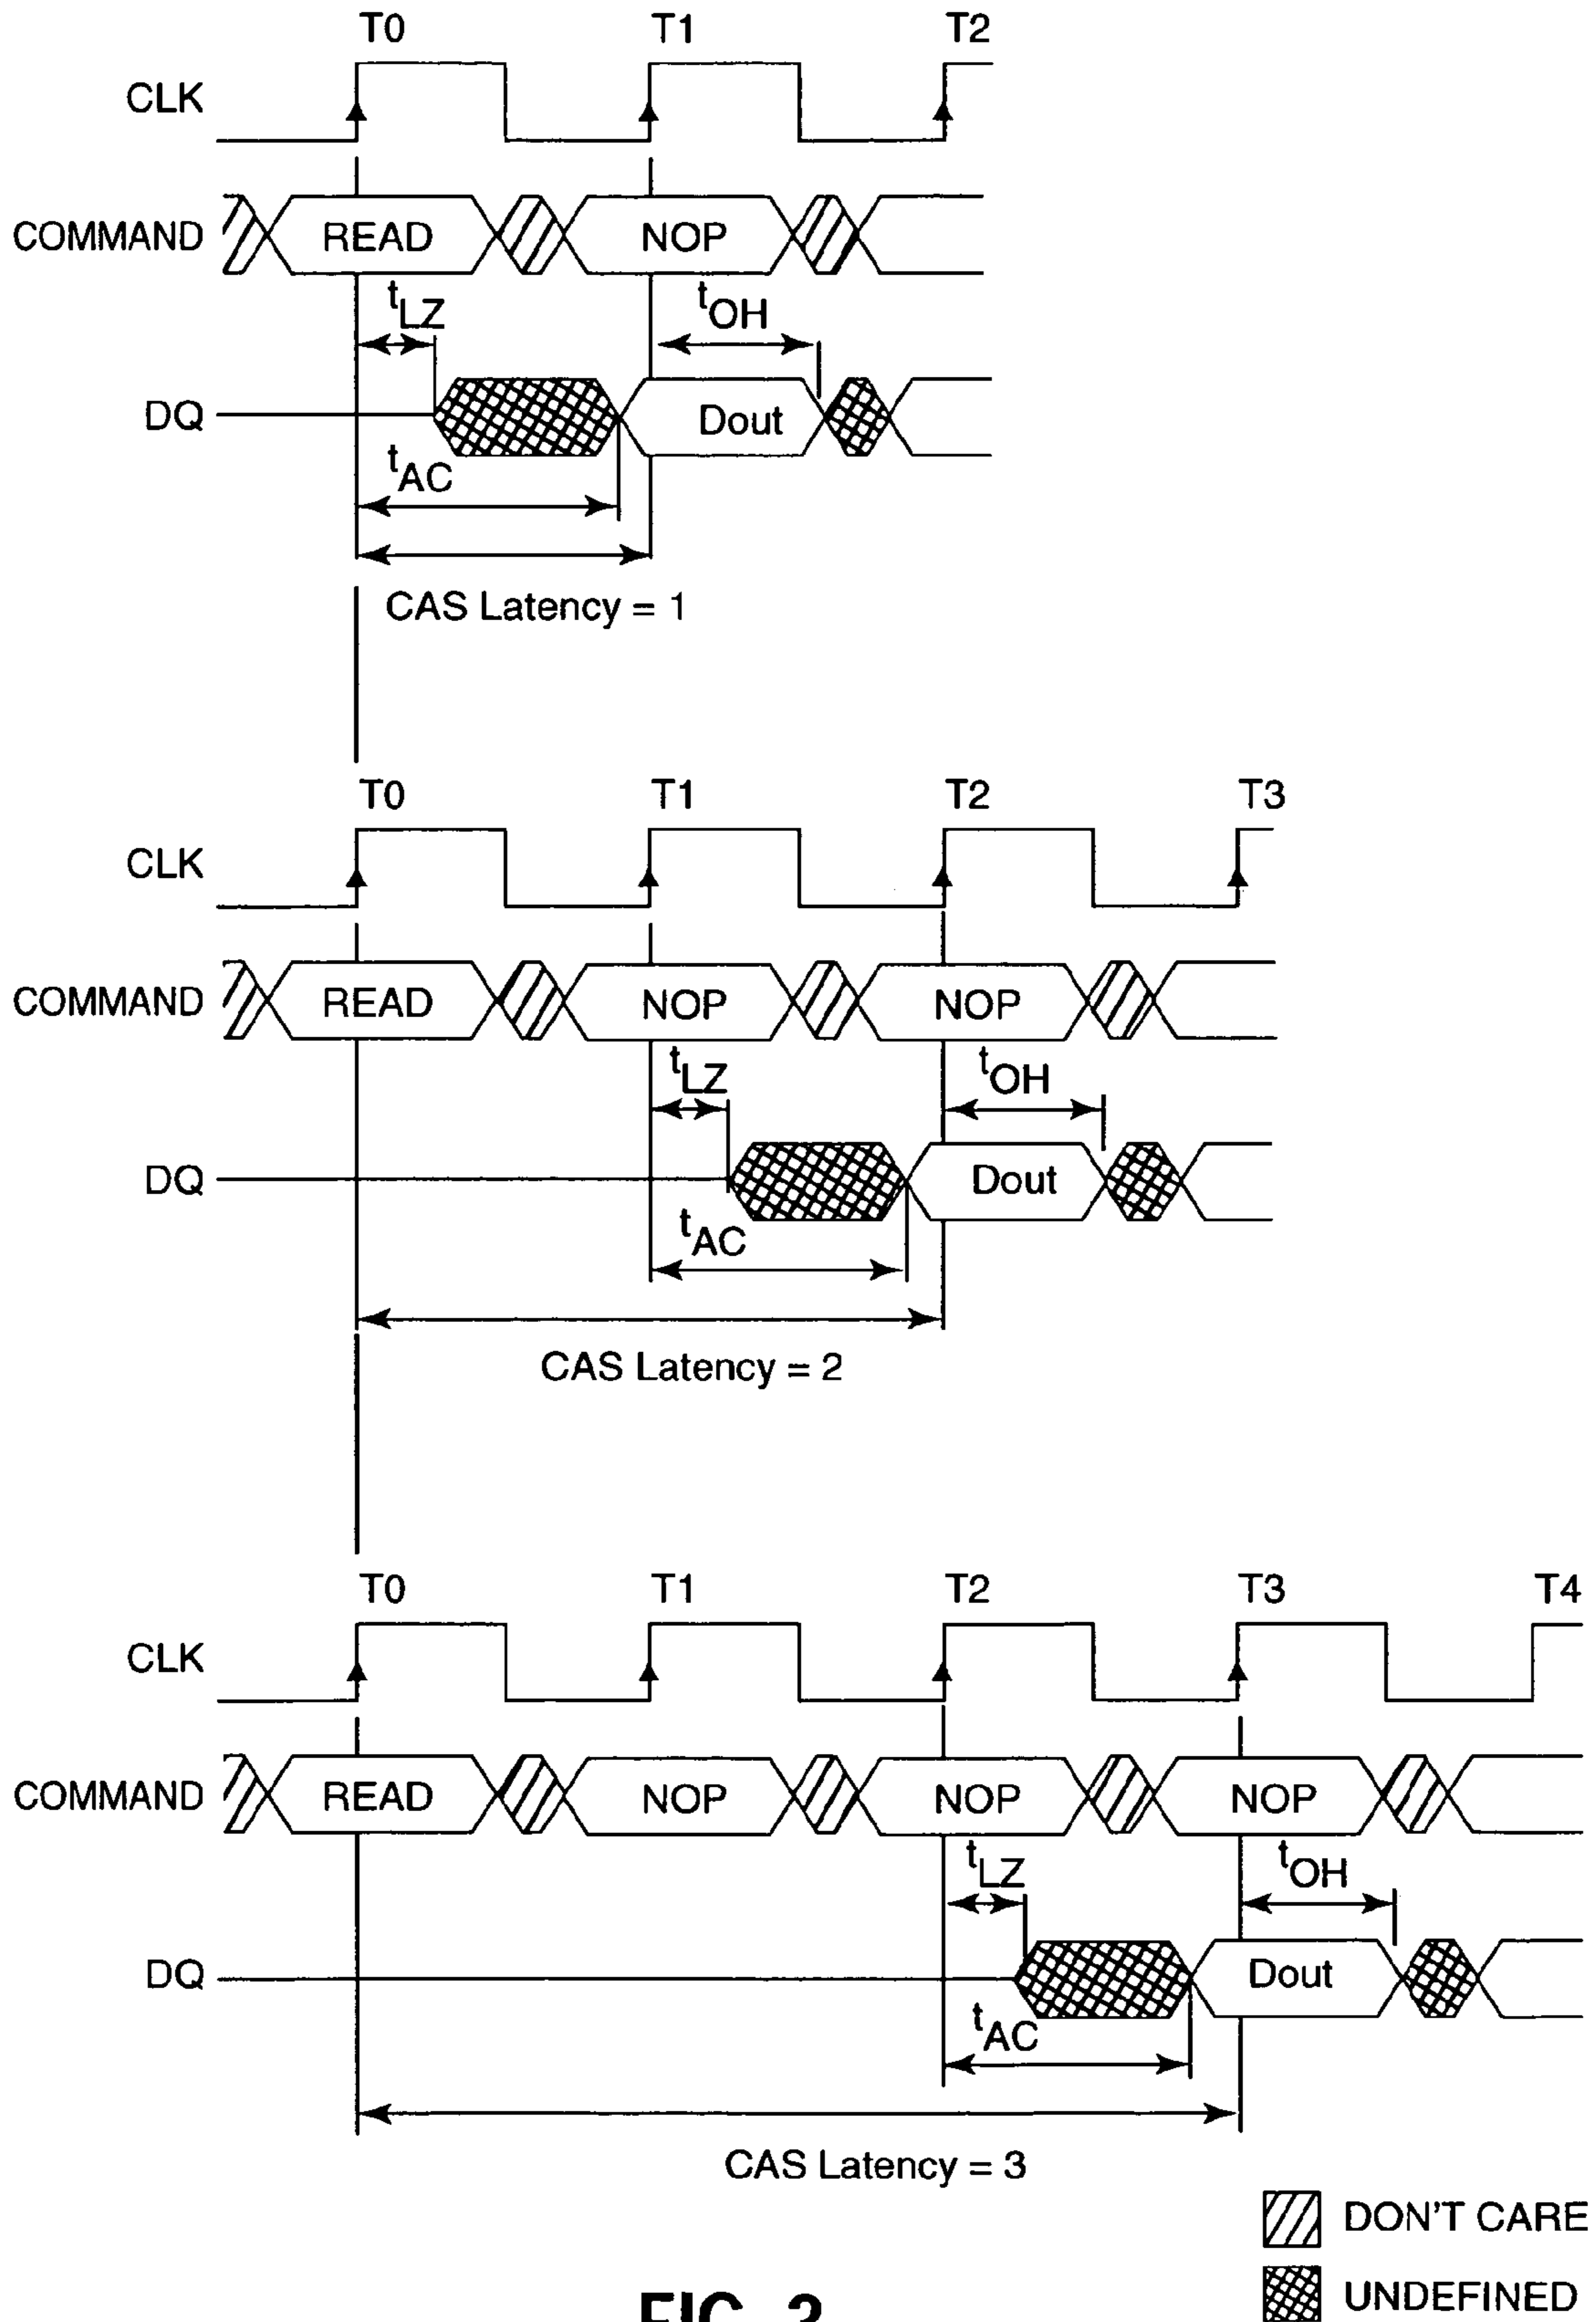 T0 T1 T2
CLK
COMMAND READ NOP
tLZ tOH
DQ Dout
tAC
CAS Latency = 1
T0 T1 T2 T3
CLK
COMMAND READ NOP NOP
tLZ tOH
DQ Dout
tAC
CAS Latency = 2
T0 T1 T2 T3 T4
CLK
COMMAND READ NOP NOP NOP
tLZ tOH
DQ Dout
tAC
CAS Latency = 3
DON'T CARE
UNDEFINED